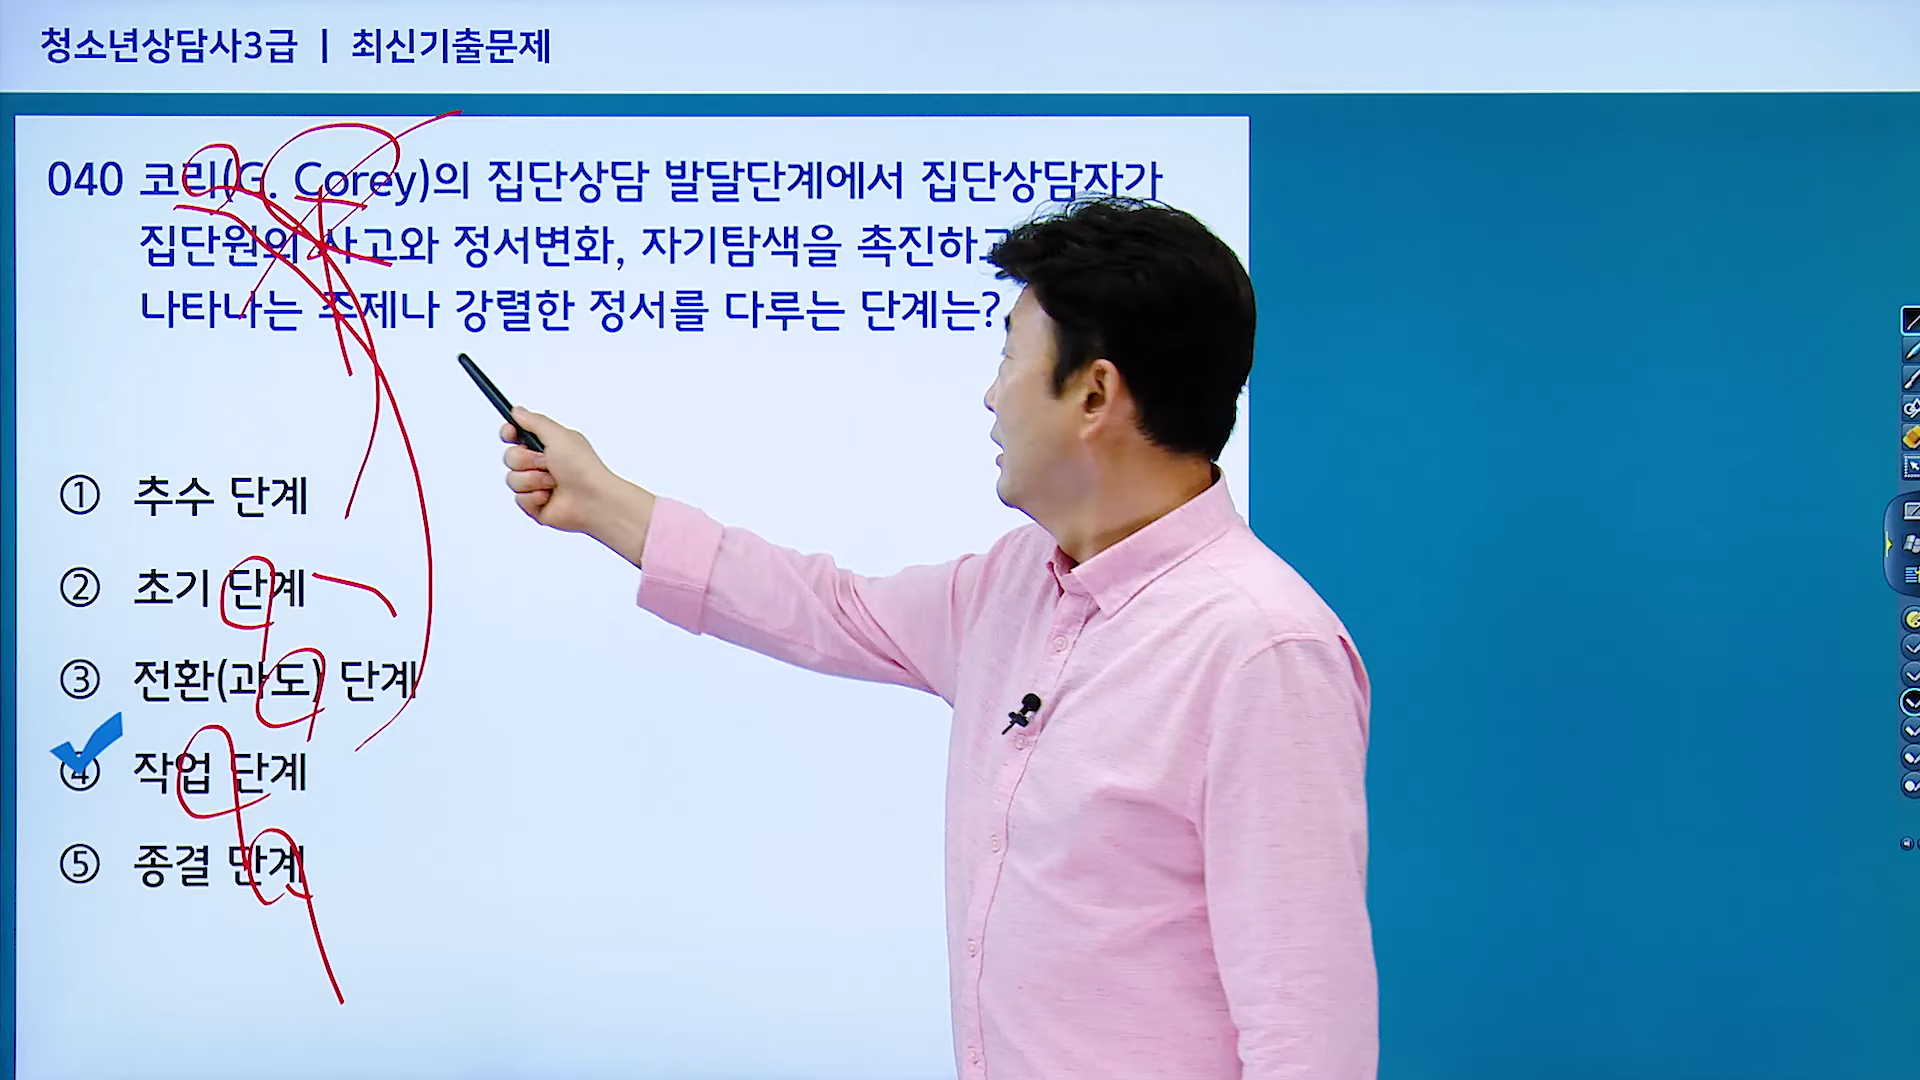 청소년상담사3급 | 최신기출문제
040 코리(G. Corey)의 집단상담 발달단계에서 집단상담자가
집단원의 사고와 정서변화, 자기탐색을 촉진하고
나타나는 주제나 강렬한 정서를 다루는 단계는?
① 추수 단계
② 초기 단계
③ 전환(과도) 단계
④ 작업 단계
⑤ 종결 단계